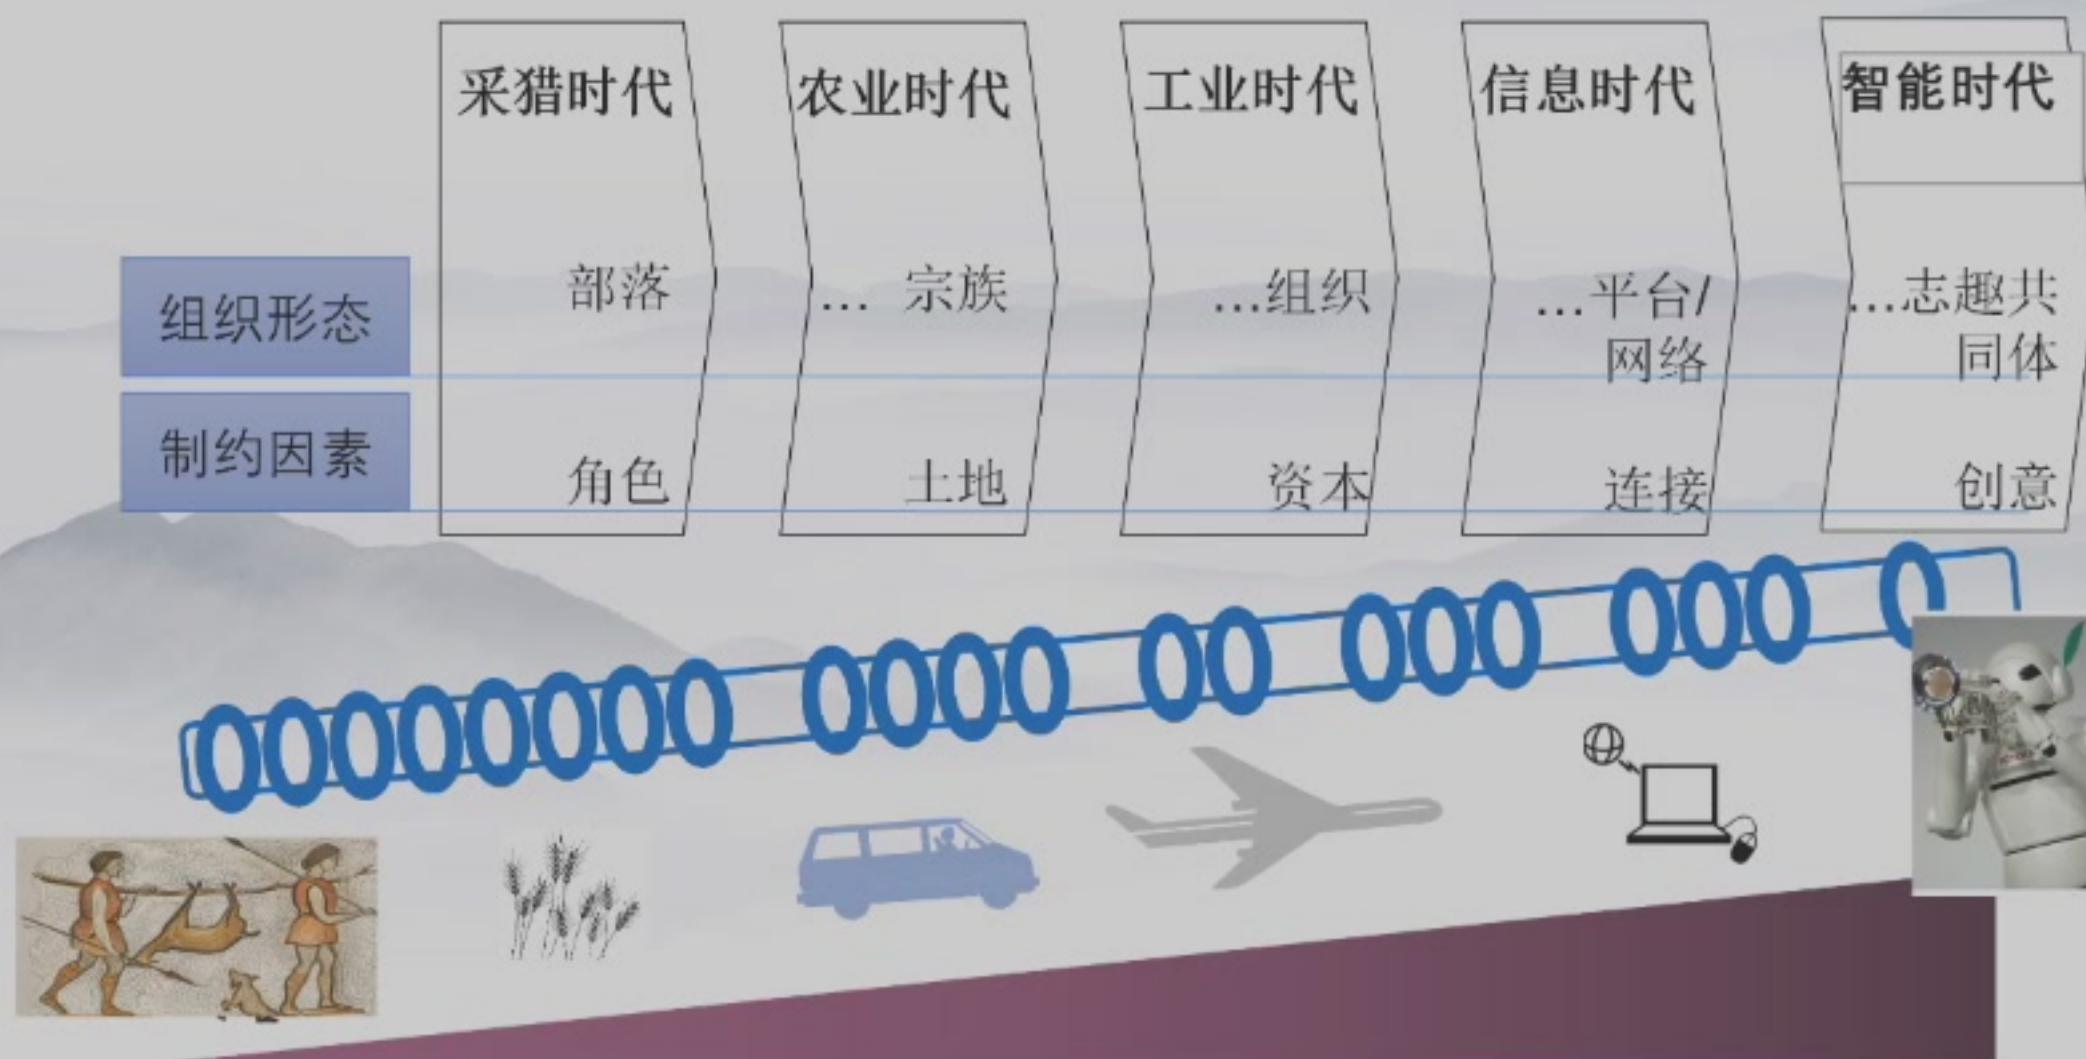 采猎时代 农业时代 工业时代 信息时代 智能时代
组织形态 部落 … 宗族 …组织 …平台/ …志趣共
网络 同体
制约因素 角色 土地 资本 连接 创意